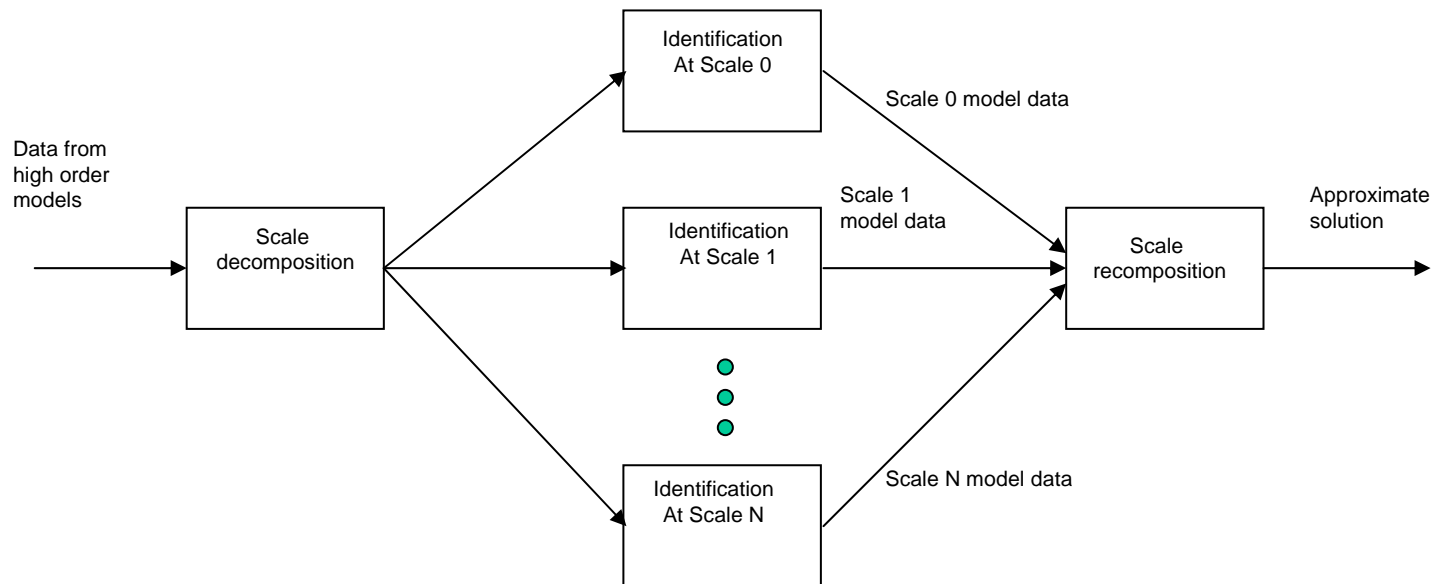 Data from
high order
models
Scale
decomposition
Identification
At Scale 0
Identification
At Scale 1
Identification
At Scale N
Scale 0 model data
Scale 1
model data
Scale N model data
Scale
recomposition
Approximate
solution